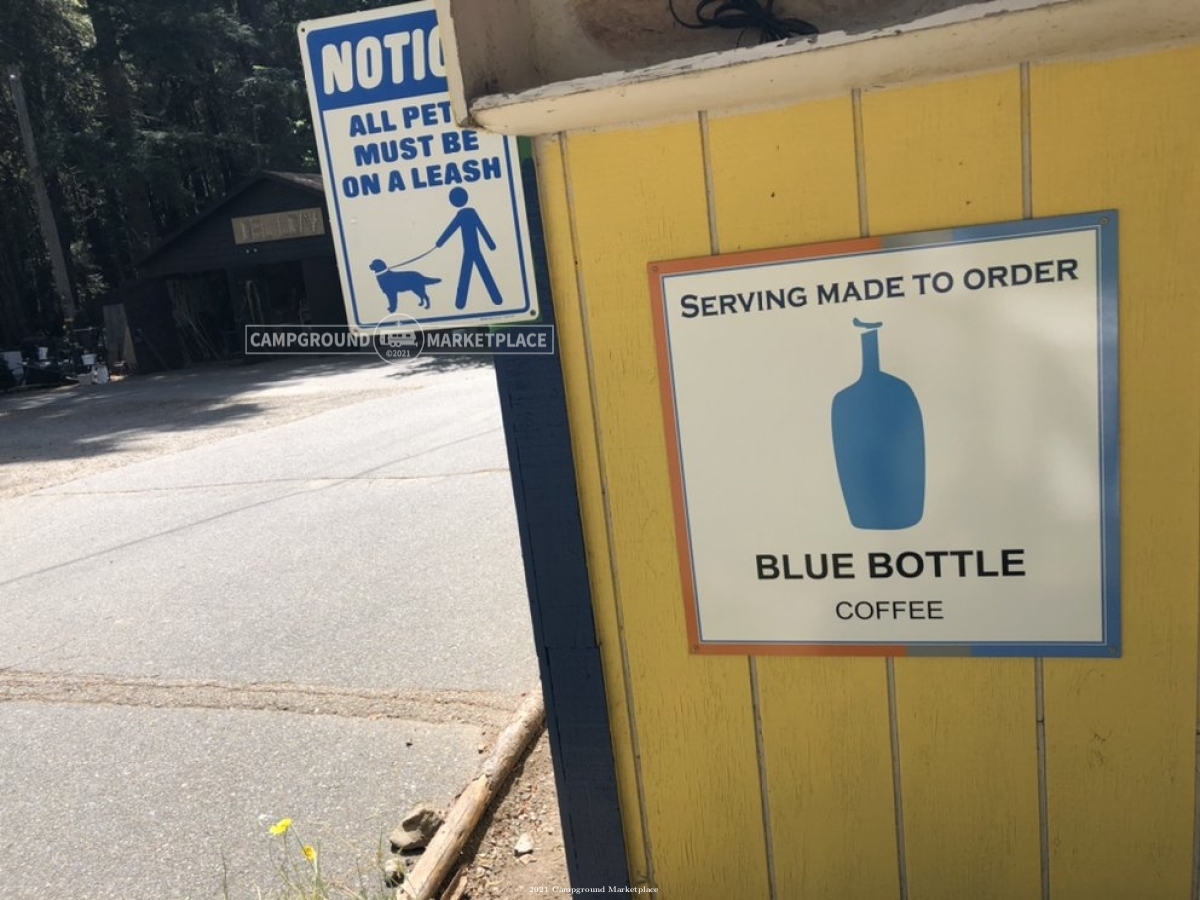 NOTIC
ALL PET
MUST BE
ON A LEASH
CAMPGROUND MARKETPLACE
©2021
SERVING MADE TO ORDER
BLUE BOTTLE
COFFEE
2021 Campground Marketplace